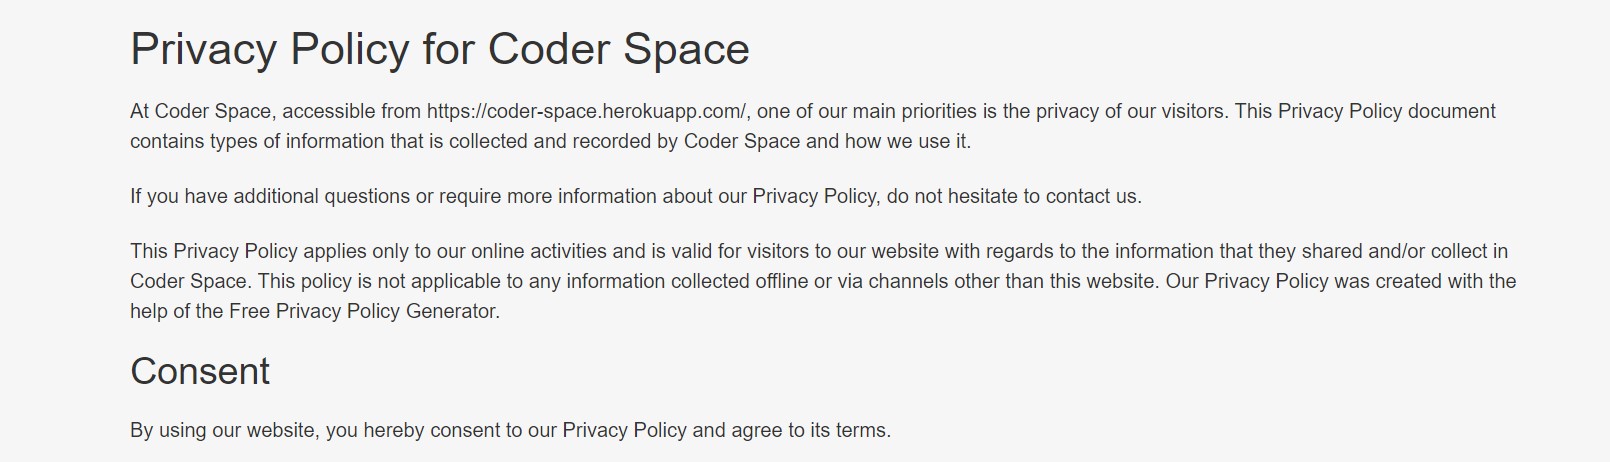 Privacy Policy for Coder Space
At Coder Space, accessible from https://coder-space.herokuapp.com/, one of our main priorities is the privacy of our visitors. This Privacy Policy document
contains types of information that is collected and recorded by Coder Space and how we use it.
If you have additional questions or require more information about our Privacy Policy, do not hesitate to contact us.
This Privacy Policy applies only to our online activities and is valid for visitors to our website with regards to the information that they shared and/or collect in
Coder Space. This policy is not applicable to any information collected offline or via channels other than this website. Our Privacy Policy was created with the
help of the Free Privacy Policy Generator.
Consent
By using our website, you hereby consent to our Privacy Policy and agree to its terms.